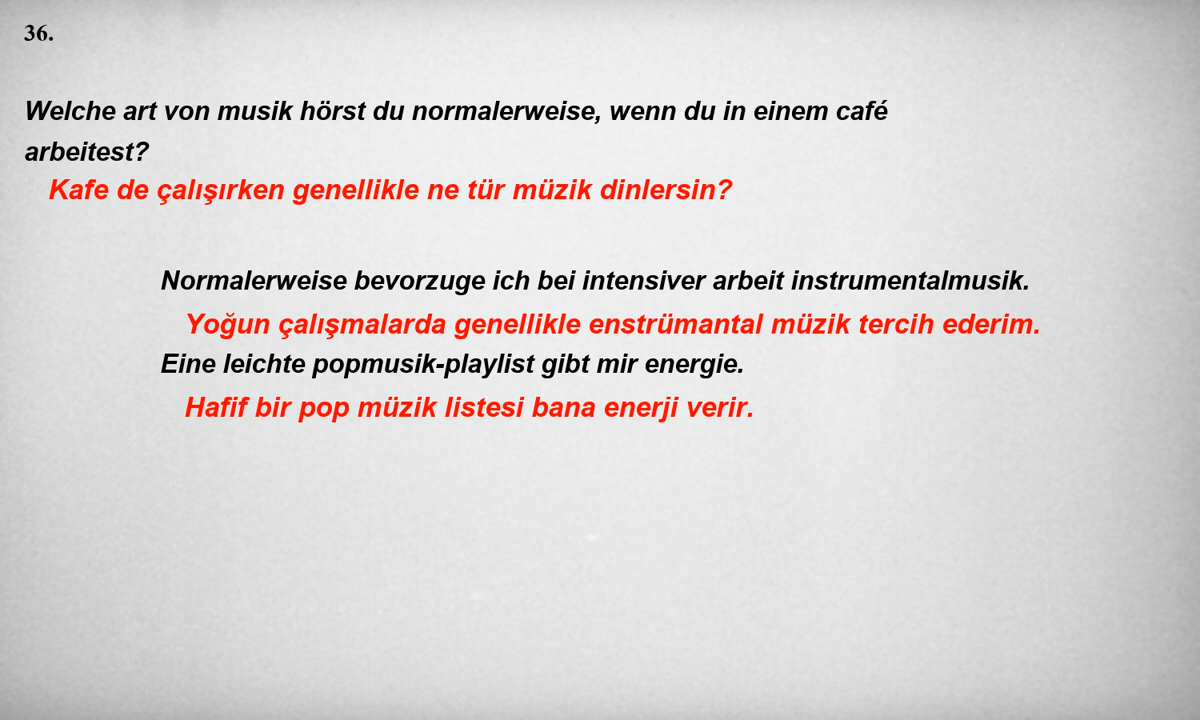 36.
Welche art von musik hörst du normalerweise, wenn du in einem café
arbeitest?
Kafe de çalışırken genellikle ne tür müzik dinlersin?
Normalerweise bevorzuge ich bei intensiver arbeit instrumentalmusik.
Yoğun çalışmalarda genellikle enstrümantal müzik tercih ederim.
Eine leichte popmusik-playlist gibt mir energie.
Hafif bir pop müzik listesi bana enerji verir.